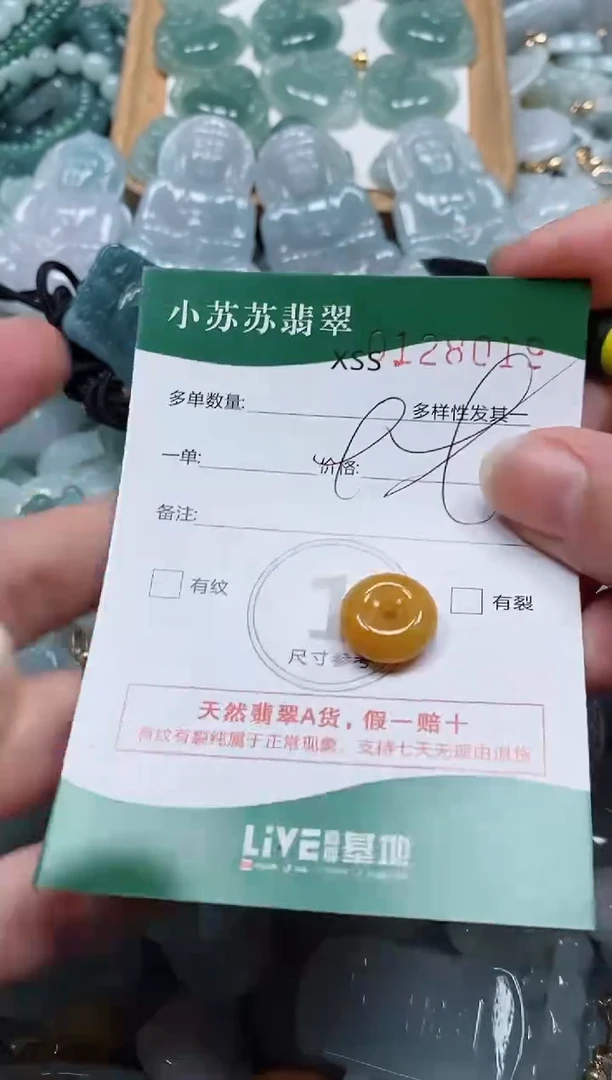 小苏苏翡翠
XSS 0128018
多单数量: 多样性发其一
一单: 价格:
备注:
有纹 有裂
1
尺寸参考
天然翡翠A货，假一赔十
有纹有裂纯属于正常现象，支持七天无理由退货
LiVE 基地